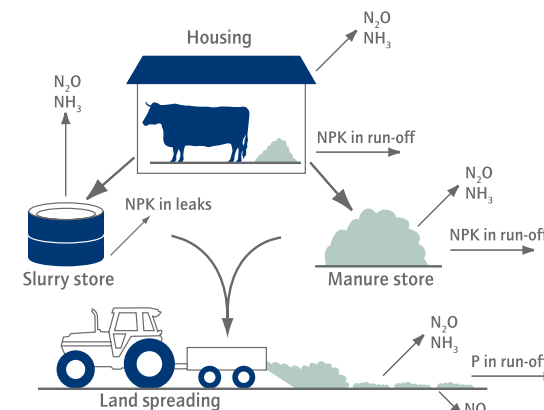 Housing
N₂O
NH₃
N₂O
NH₃
NPK in run-off
N₂O
NH₃
NPK in leaks
NPK in run-off
Slurry store
Manure store
N₂O
NH₃
P in run-off
Land spreading
NO